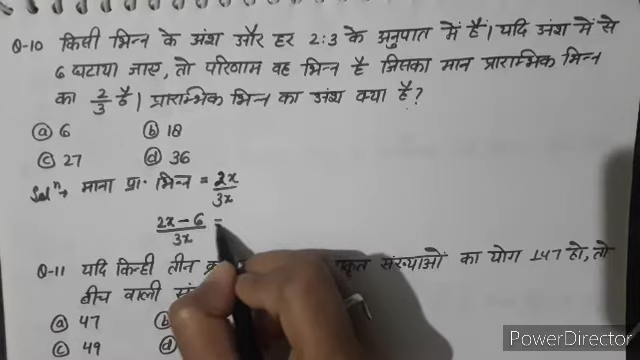 Q-10 किसी भिन्न के अंश और हर 2:3 के अनुपात में हैं। यदि अंश में से
6 घटाया जाए, तो परिणाम वह भिन्न है जिसका मान प्रारम्भिक भिन्न
का 2/3 है। प्रारम्भिक भिन्न का अंश क्या है?
(a) 6 (b) 18
(c) 27 (d) 36
Solⁿ → माना प्रा. भिन्न = 2x/3x
2x-6/3x =
Q-11 यदि किन्ही तीन संख्याओं का योग 147 हो, तो
बीच वाली
(a) 47
(c) 49
PowerDirector